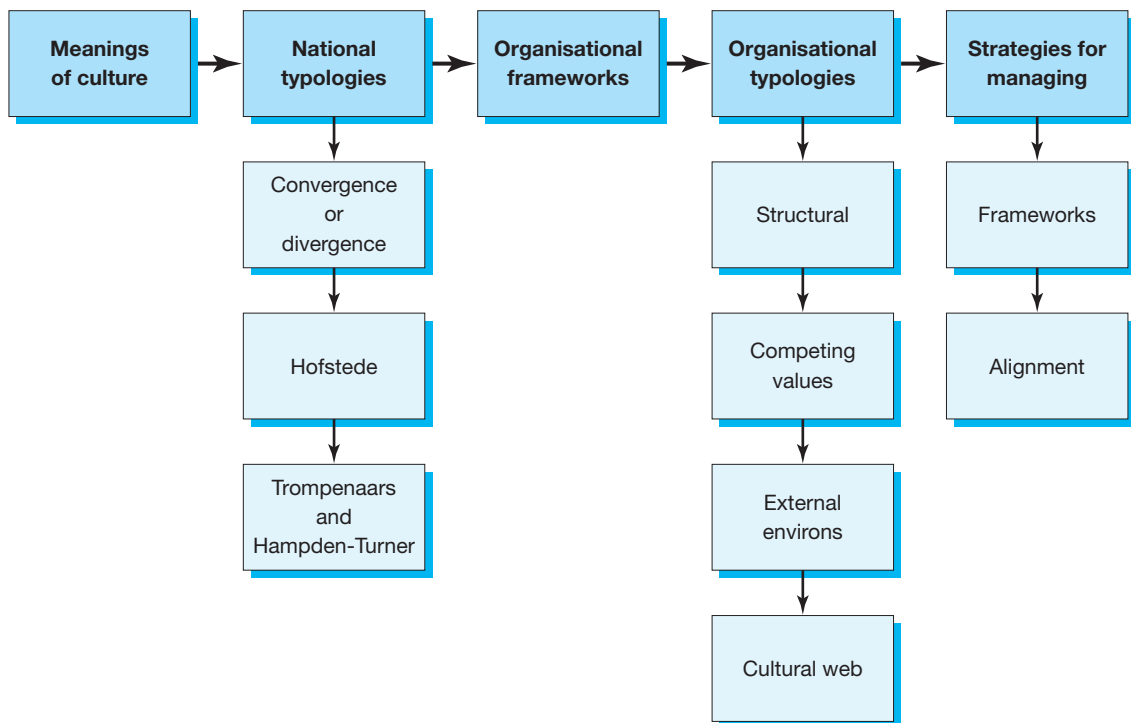 Meanings
of culture
National
typologies
Organisational
frameworks
Organisational
typologies
Strategies for
managing
Convergence
or
divergence
Hofstede
Trompenaars
and
Hampden-Turner
Structural
Competing
values
External
environs
Cultural web
Frameworks
Alignment